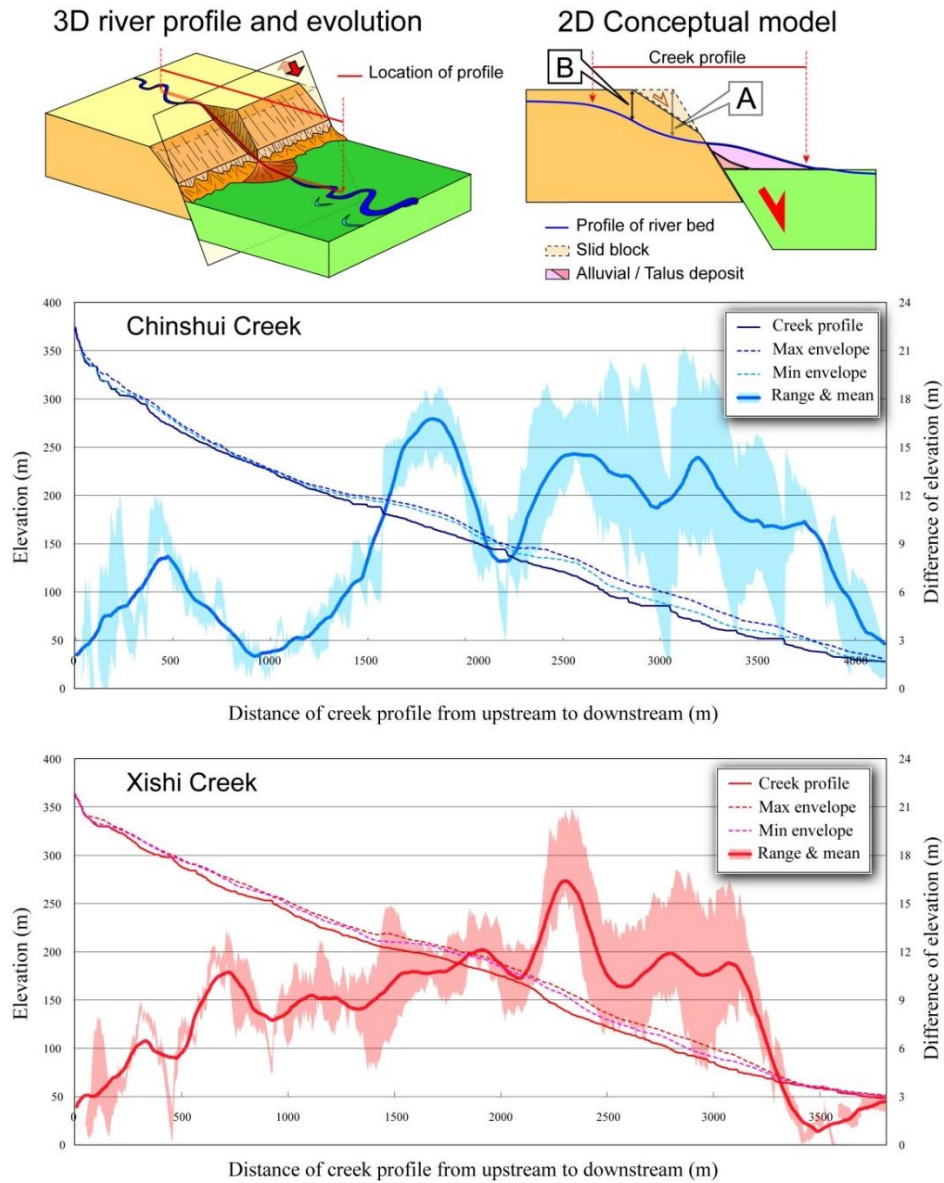 3D river profile and evolution
Location of profile
2D Conceptual model
Creek profile
B
A
Profile of river bed
Slid block
Alluvial / Talus deposit
Chinshui Creek
Creek profile
Max envelope
Min envelope
Range & mean
Elevation (m)
400
350
300
250
200
150
100
50
0
0 500 1000 1500 2000 2500 3000 3500 4000
24
21
18
15
12
9
6
3
0
Difference of elevation (m)
Distance of creek profile from upstream to downstream (m)
Xishi Creek
Creek profile
Max envelope
Min envelope
Range & mean
Elevation (m)
400
350
300
250
200
150
100
50
0
0 500 1000 1500 2000 2500 3000 3500
24
21
18
15
12
9
6
3
0
Difference of elevation (m)
Distance of creek profile from upstream to downstream (m)